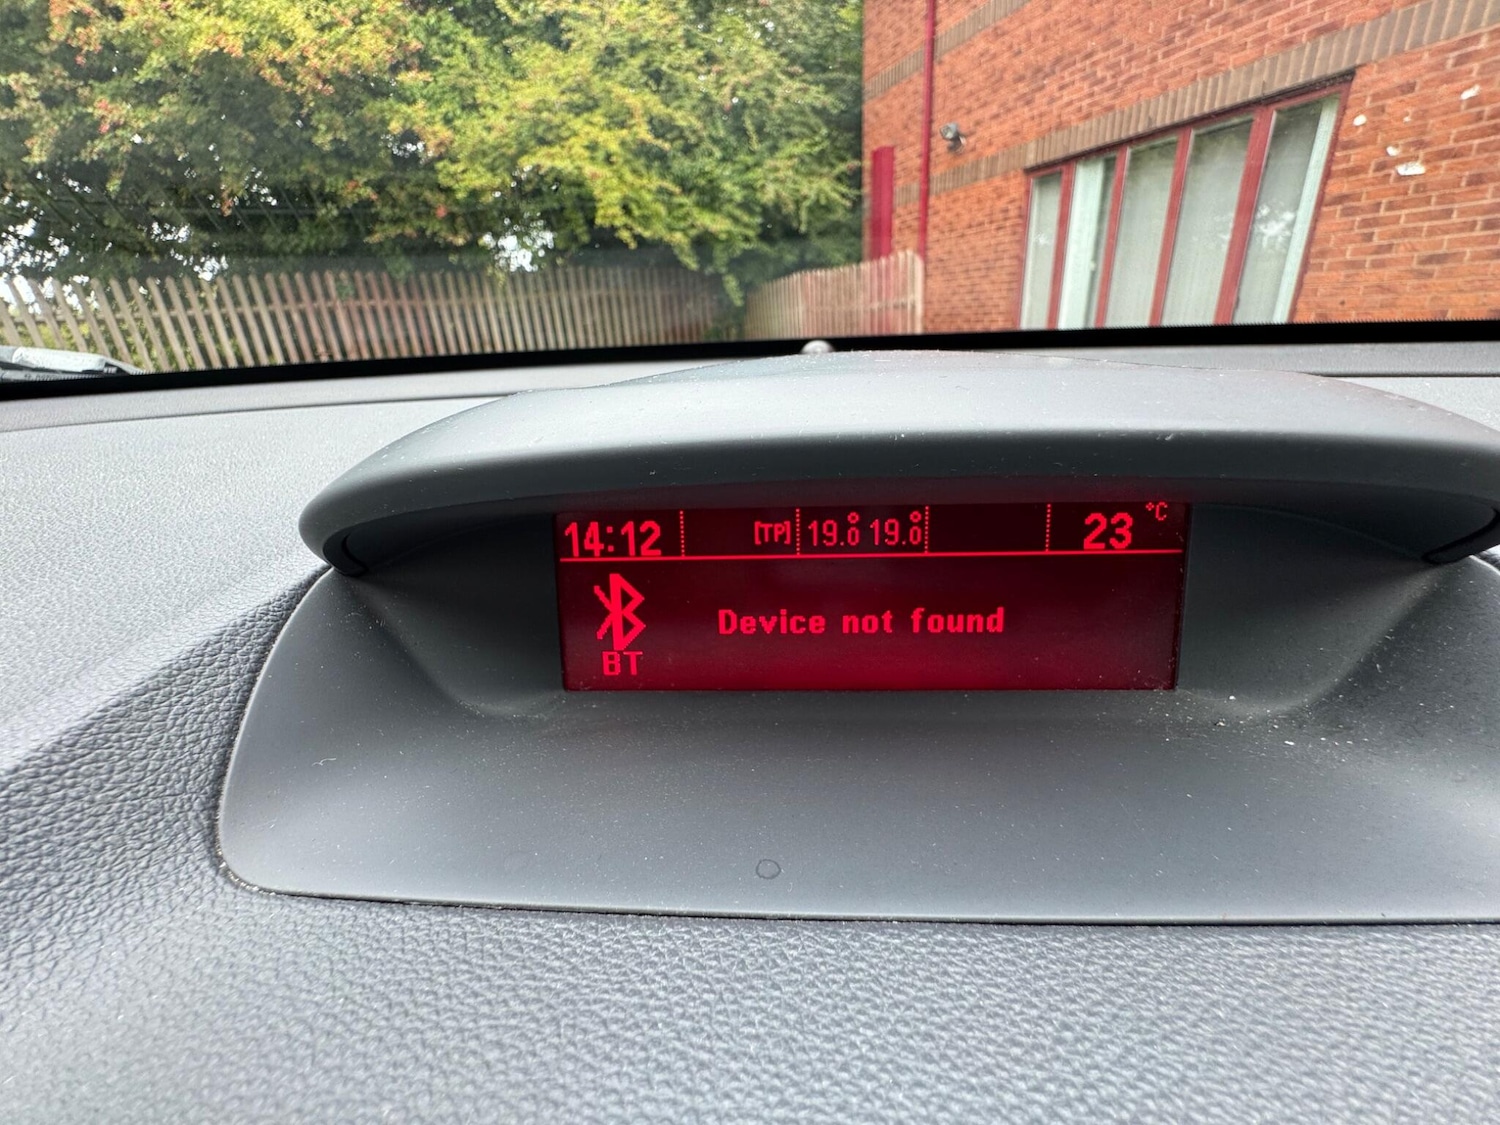 14:12 [TP] 19.0° 19.0° 23 °C
Device not found
BT